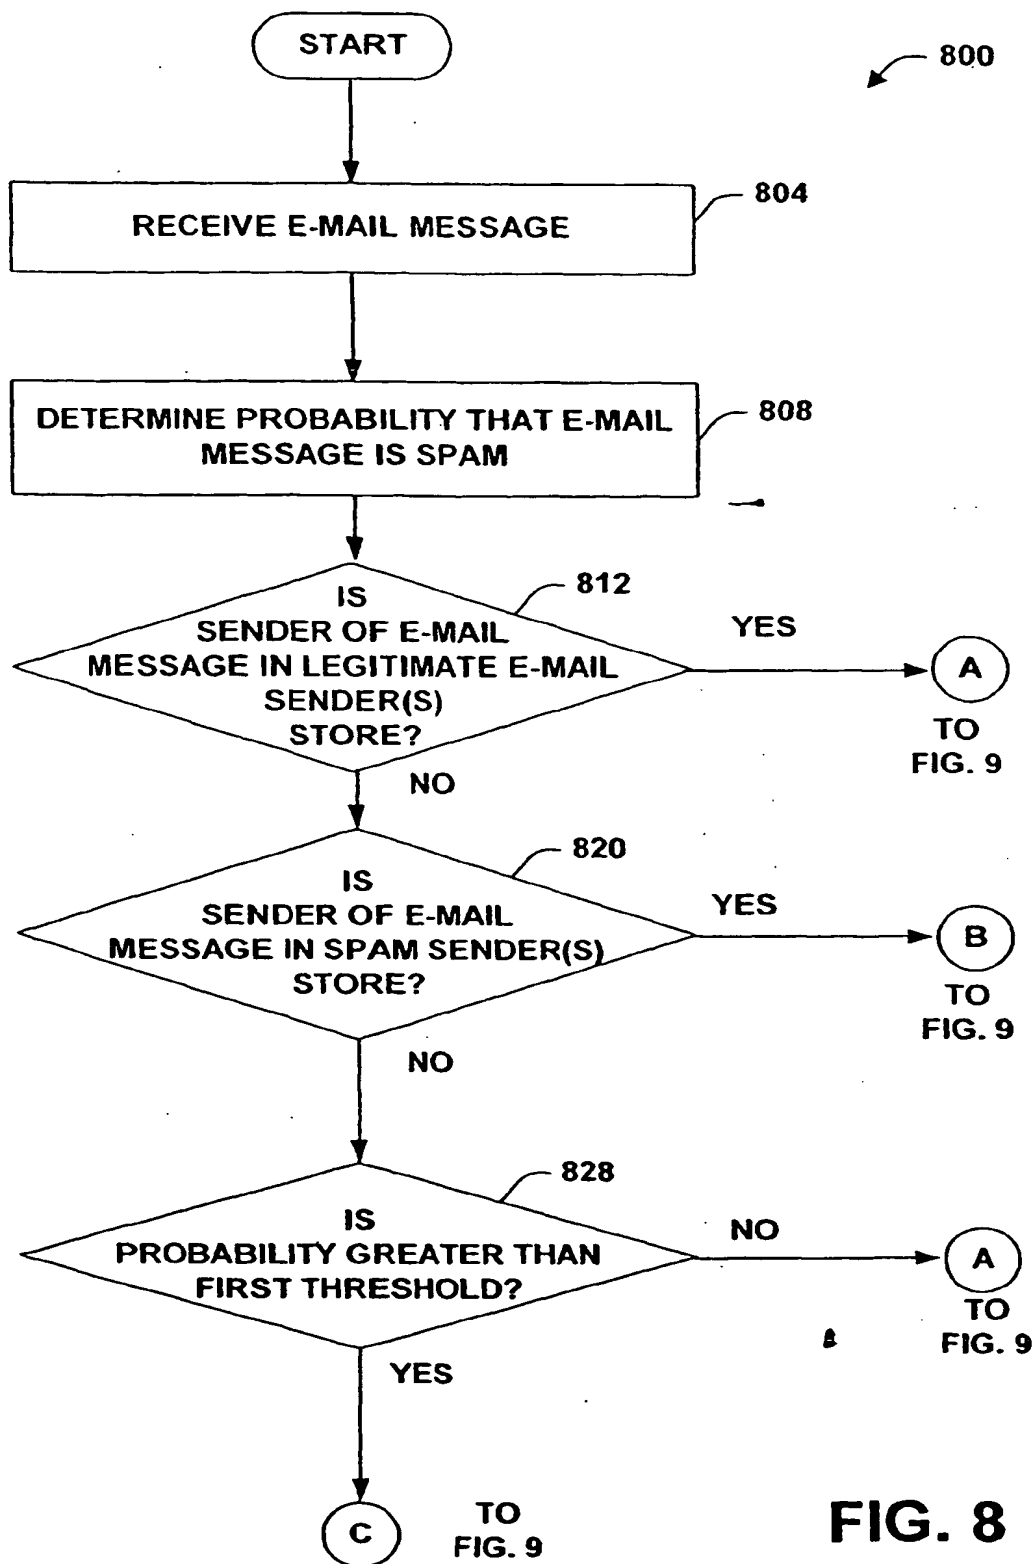 START
800
804
RECEIVE E-MAIL MESSAGE
808
DETERMINE PROBABILITY THAT E-MAIL
MESSAGE IS SPAM
812
IS
SENDER OF E-MAIL
MESSAGE IN LEGITIMATE E-MAIL
SENDER(S)
STORE?
YES
A
TO
FIG. 9
NO
820
IS
SENDER OF E-MAIL
MESSAGE IN SPAM SENDER(S)
STORE?
YES
B
TO
FIG. 9
NO
828
IS
PROBABILITY GREATER THAN
FIRST THRESHOLD?
NO
A
TO
FIG. 9
YES
C
TO
FIG. 9
FIG. 8